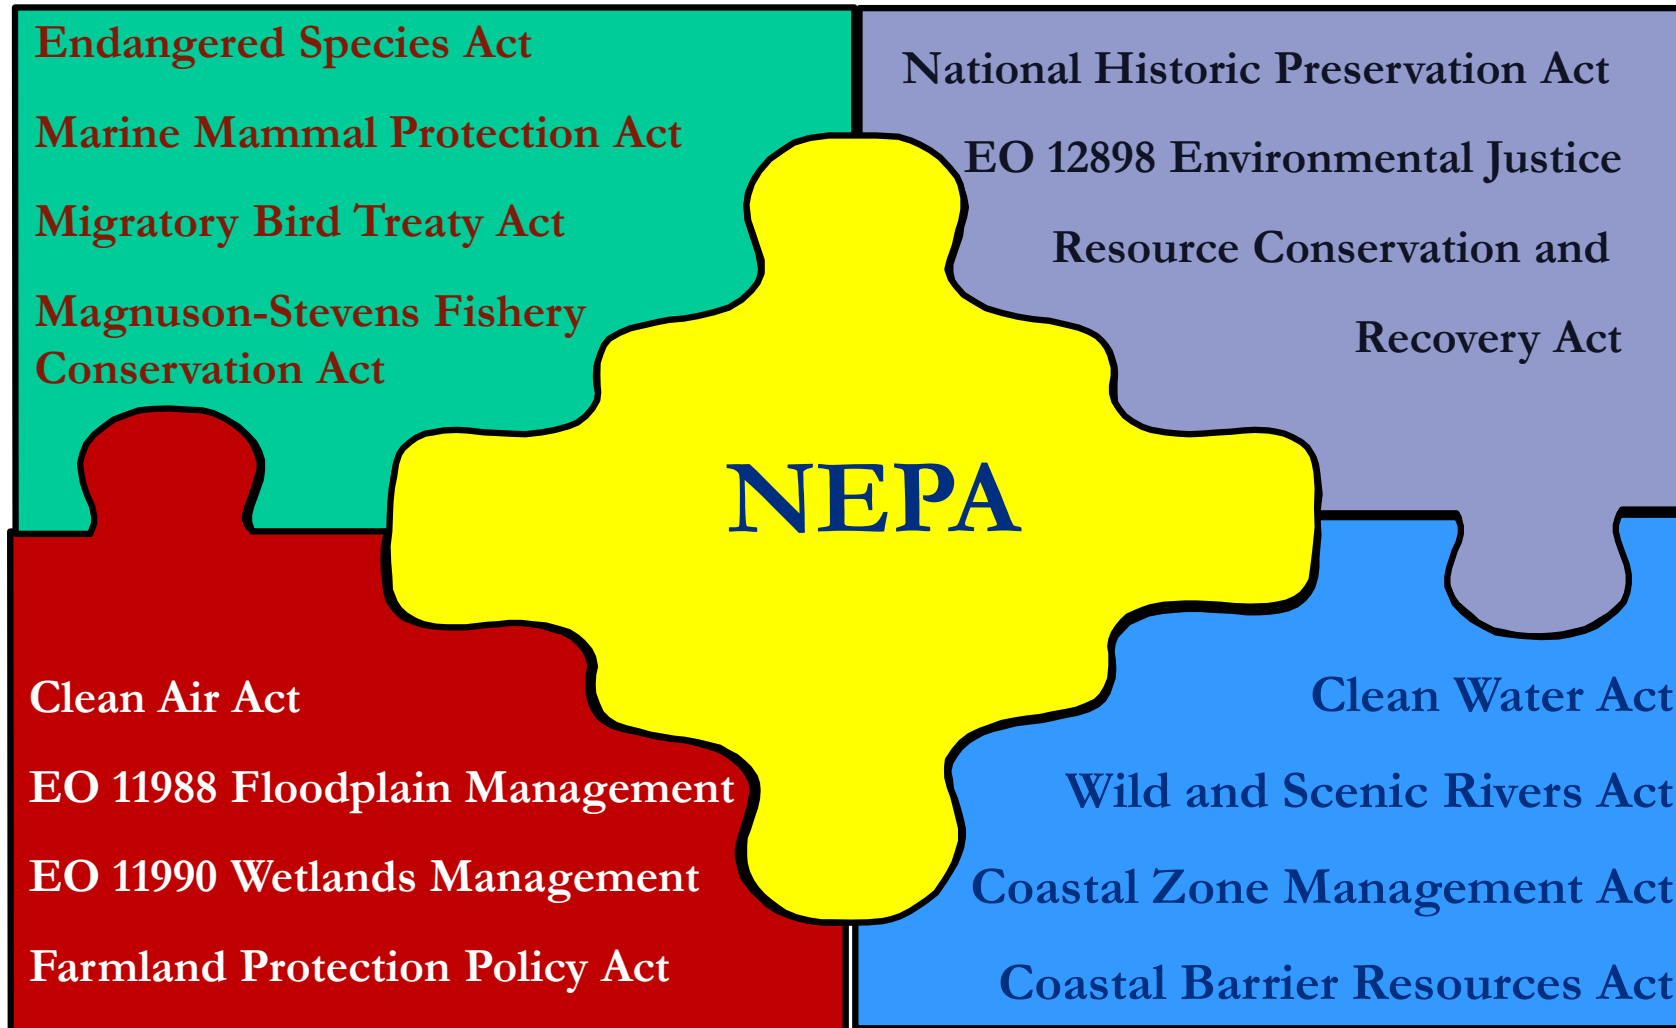 Endangered Species Act
Marine Mammal Protection Act
Migratory Bird Treaty Act
Magnuson-Stevens Fishery
Conservation Act
National Historic Preservation Act
EO 12898 Environmental Justice
Resource Conservation and
Recovery Act
NEPA
Clean Air Act
EO 11988 Floodplain Management
EO 11990 Wetlands Management
Farmland Protection Policy Act
Clean Water Act
Wild and Scenic Rivers Act
Coastal Zone Management Act
Coastal Barrier Resources Act